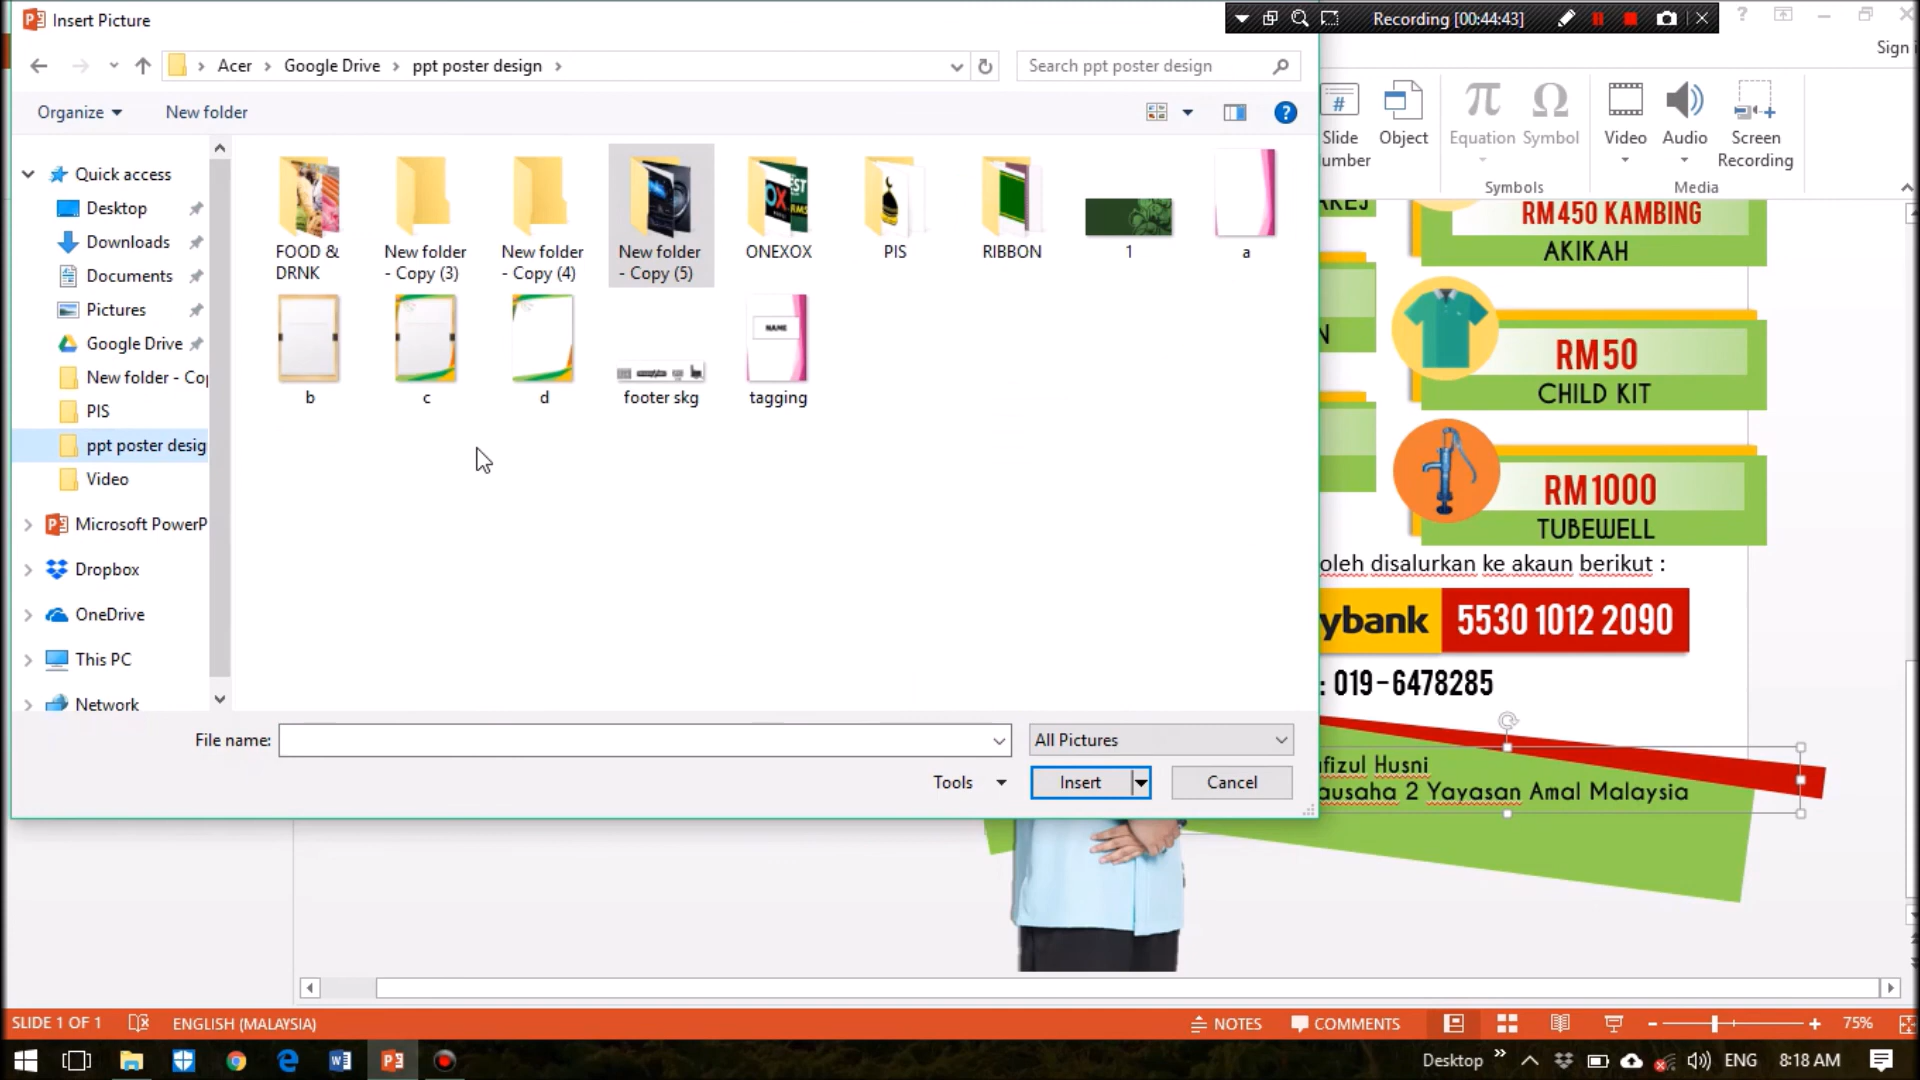 Insert Picture
Recording [00:44:43]
Sign
Acer
Google Drive
ppt poster design
Search ppt poster design
Organize
New folder
Slide
Object
Equation
Symbol
Video
Audio
Screen
Recording
Symbols
Media
Quick access
Desktop
Downloads
Documents
Pictures
Google Drive
New folder - Co
PIS
ppt poster desig
Video
Microsoft PowerP
Dropbox
OneDrive
This PC
Network
FOOD &
DRNK
New folder
- Copy (3)
New folder
- Copy (4)
New folder
- Copy (5)
ONEXOX
PIS
RIBBON
1
a
b
c
d
footer skg
NAME
tagging
File name:
All Pictures
Tools
Insert
Cancel
RM450 KAMBING
AKIKAH
RM50
CHILD KIT
RM1000
TUBEWELL
oleh disalurkan ke akaun berikut :
ybank 5530 1012 2090
: 019-6478285
fizul Husni
ausaha 2 Yayasan Amal Malaysia
SLIDE 1 OF 1
ENGLISH (MALAYSIA)
NOTES
COMMENTS
75%
Desktop
ENG
8:18 AM